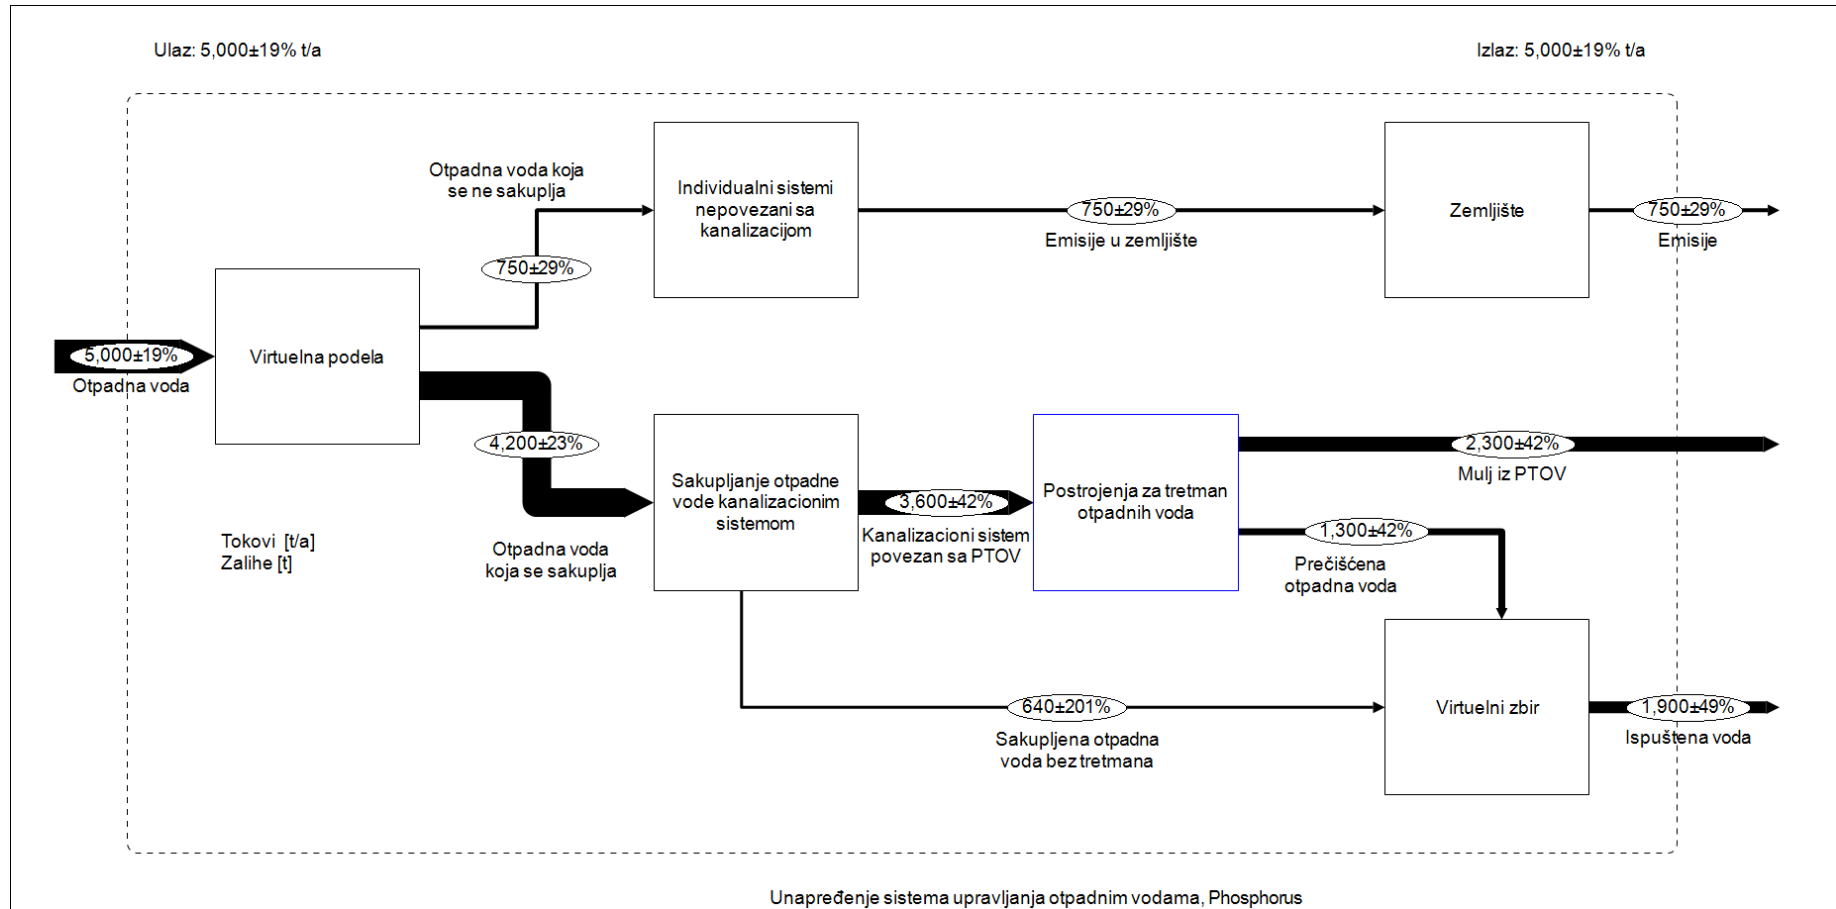 Ulaz: 5,000±19% t/a
Izlaz: 5,000±19% t/a
Otpadna voda koja
se ne sakuplja
Individualni sistemi
nepovezani sa
kanalizacijom
750±29%
Emisije u zemljište
Zemljište
750±29%
Emisije
750±29%
5,000±19%
Otpadna voda
Virtuelna podela
4,200±23%
Otpadna voda
koja se sakuplja
Tokovi [t/a]
Zalihe [t]
Sakupljanje otpadne
vode kanalizacionim
sistemom
3,600±42%
Kanalizacioni sistem
povezan sa PTOV
Postrojenja za tretman
otpadnih voda
2,300±42%
Mulj iz PTOV
1,300±42%
Prečišćena
otpadna voda
640±201%
Sakupljena otpadna
voda bez tretmana
Virtuelni zbir
1,900±49%
Ispuštena voda
Unapređenje sistema upravljanja otpadnim vodama, Phosphorus